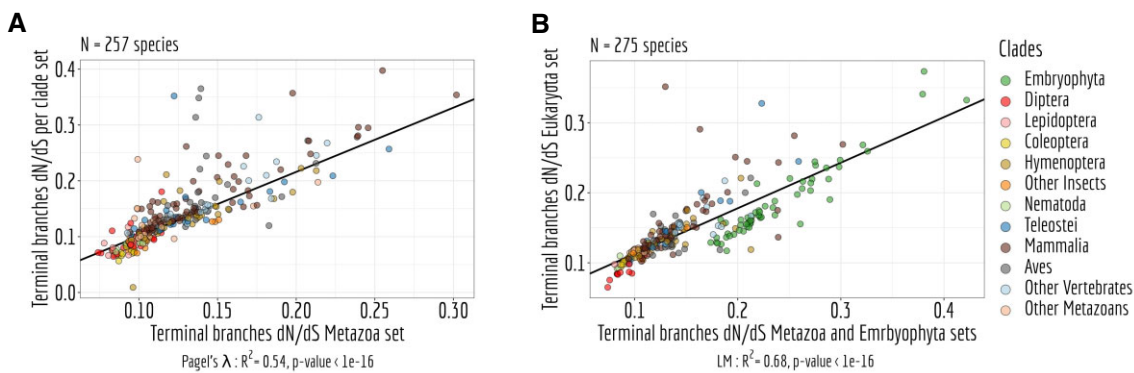 A
N = 257 species
Terminal branches dN/dS per clade set
0.4
0.3
0.2
0.1
0.0
0.10
0.15
0.20
0.25
0.30
Terminal branches dN/dS Metazoa set
Pagel's λ : R² = 0.54, p-value < 1e-16
B
N = 275 species
Terminal branches dN/dS Eukaryota set
0.3
0.2
0.1
0.1
0.2
0.3
0.4
Terminal branches dN/dS Metazoa and Emrbyophyta sets
LM : R² = 0.68, p-value < 1e-16
Clades
Embryophyta
Diptera
Lepidoptera
Coleoptera
Hymenoptera
Other Insects
Nematoda
Teleostei
Mammalia
Aves
Other Vertebrates
Other Metazoans